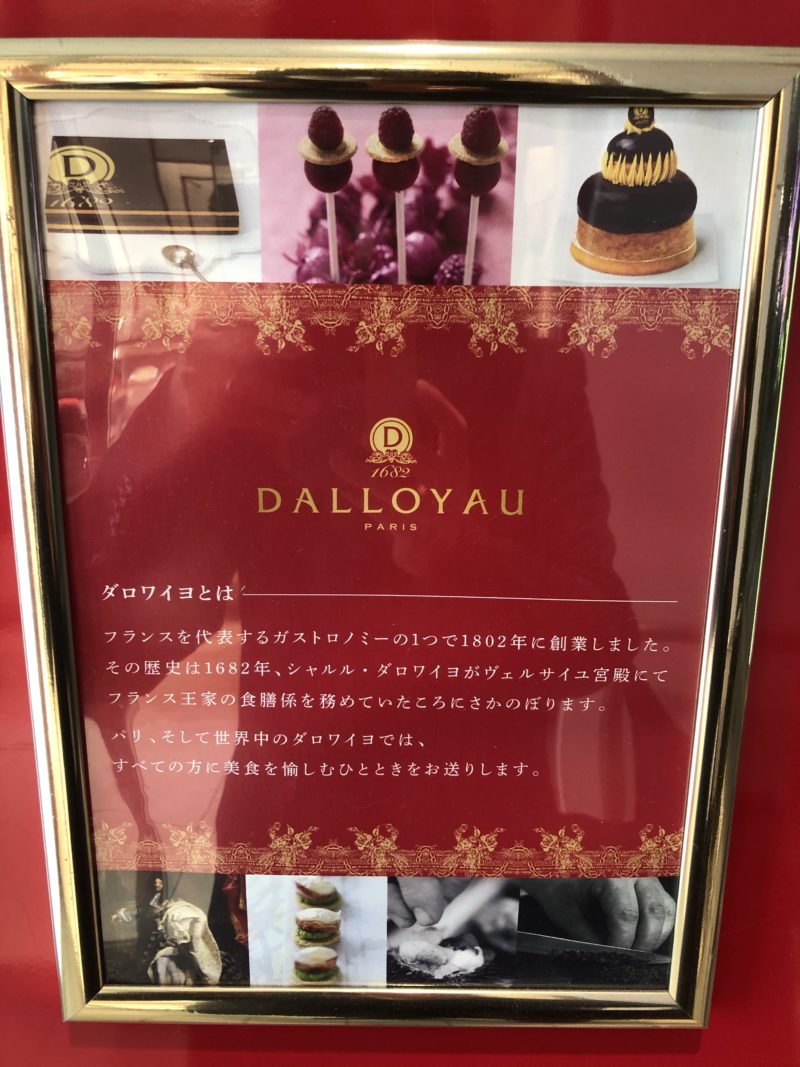 D
1682
D
1682
DALLOYAU
PARIS
ダロワイヨとは
フランスを代表するガストロノミーの1つで1802年に創業しました。
その歴史は1682年、シャルル・ダロワイヨがヴェルサイユ宮殿にて
フランス王家の食膳係を務めていたころにさかのぼります。
パリ、そして世界中のダロワイヨでは、
すべての方に美食を愉しむひとときをお送りします。